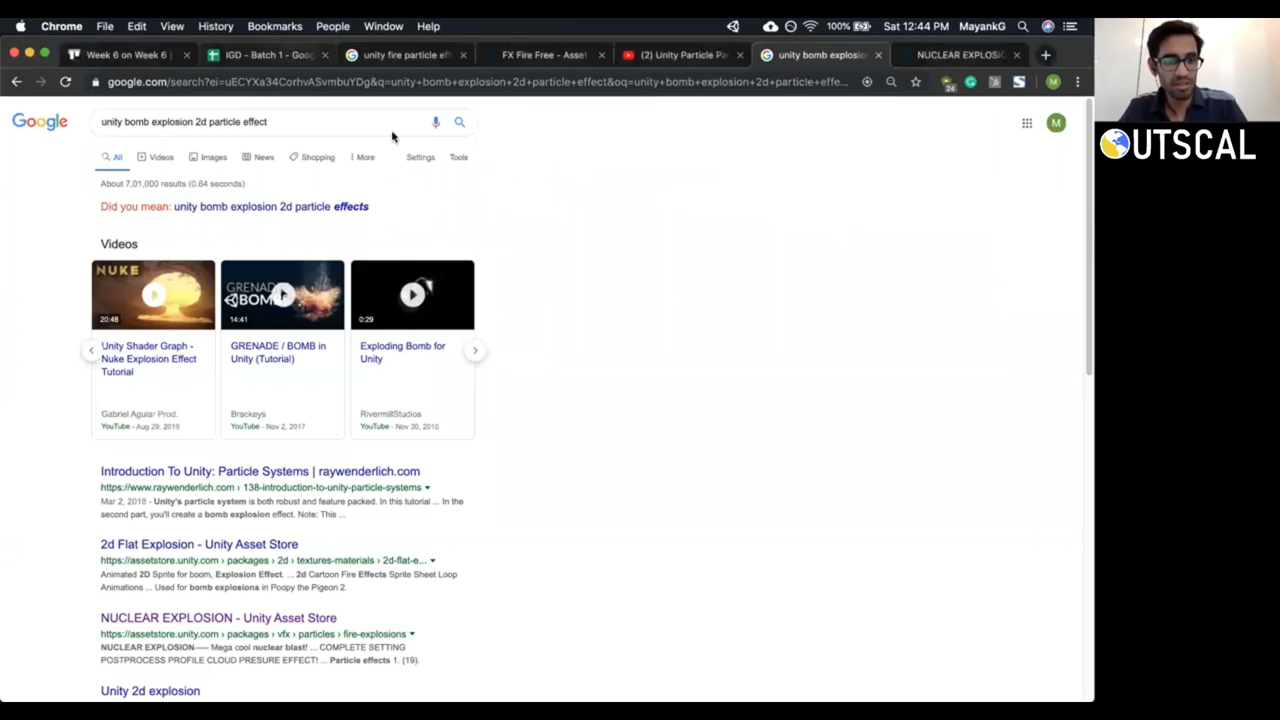 Chrome File Edit View History Bookmarks People Window Help 100% Sat 12:44 PM MayankG
Week 6 on Week 6 | IGD - Batch 1 - Goo unity fire particle eff FX Fire Free - Asset (2) Unity Particle Pa unity bomb explosion NUCLEAR EXPLOSI
google.com/search?ei=uECYXa34CorhvASvmbuYDg&q=unity+bomb+explosion+2d+particle+effect&oq=unity+bomb+explosion+2d+particle+effe... 24 M
Google unity bomb explosion 2d particle effect M
OUTSCAL
All Videos Images News Shopping More Settings Tools
About 7,01,000 results (0.64 seconds)
Did you mean: unity bomb explosion 2d particle effects
Videos
NUKE
GRENADE
BOMB
20:48 14:41 0:29
Unity Shader Graph - GRENADE / BOMB in Exploding Bomb for
Nuke Explosion Effect Unity (Tutorial) Unity
Tutorial
Gabriel Aguiar Prod. Brackeys RivermillStudios
YouTube - Aug 29, 2019 YouTube - Nov 2, 2017 YouTube - Nov 30, 2015
Introduction To Unity: Particle Systems | raywenderlich.com
https://www.raywenderlich.com › 138-introduction-to-unity-particle-systems
Mar 2, 2018 - Unity's particle system is both robust and feature packed. In this tutorial ... In the
second part, you'll create a bomb explosion effect. Note: This ...
2d Flat Explosion - Unity Asset Store
https://assetstore.unity.com › packages › 2d › textures-materials › 2d-flat-e...
Animated 2D Sprite for boom, Explosion Effect. ... 2d Cartoon Fire Effects Sprite Sheet Loop
Animations ... Used for bomb explosions in Poopy the Pigeon 2.
NUCLEAR EXPLOSION - Unity Asset Store
https://assetstore.unity.com › packages › vfx › particles › fire-explosions
NUCLEAR EXPLOSION----- Mega cool nuclear blast! ... COMPLETE SETTING
POSTPROCESS PROFILE CLOUD PRESURE EFFECT! ... Particle effects 1. (19).
Unity 2d explosion